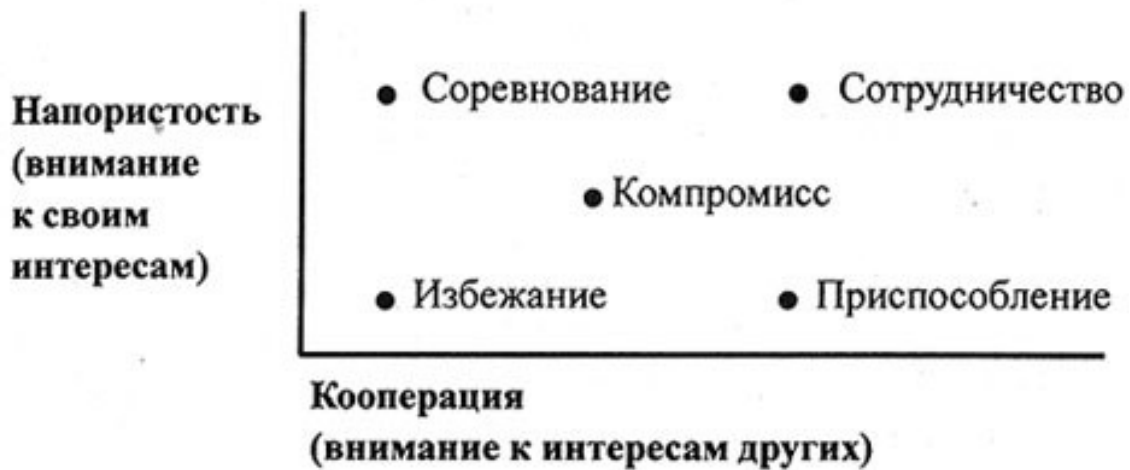 Напористость
(внимание
к своим
интересам)
Соревнование
Сотрудничество
Компромисс
Избежание
Приспособление
Кооперация
(внимание к интересам других)